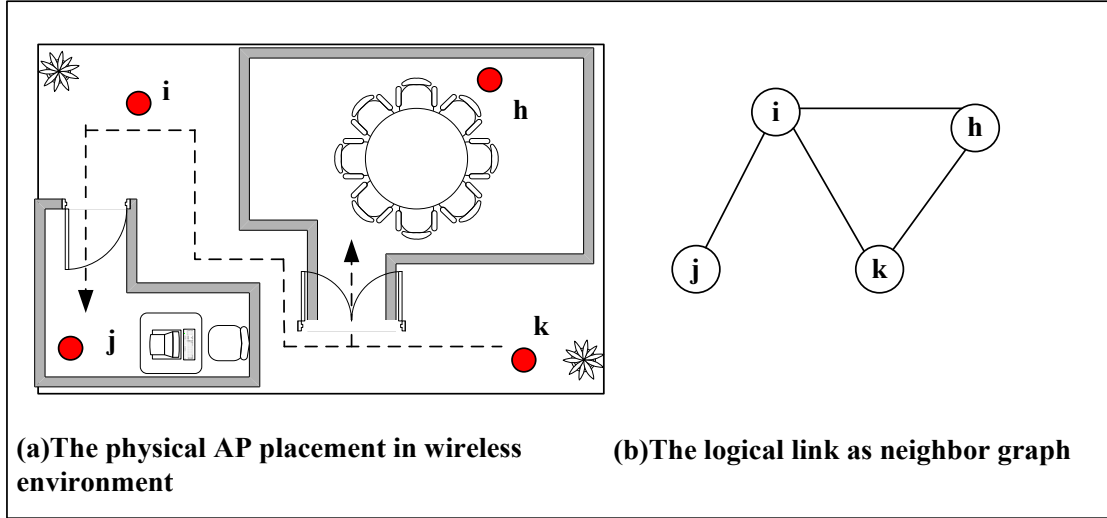 i
h
j
k
i
h
j
k
(a)The physical AP placement in wireless
environment
(b)The logical link as neighbor graph